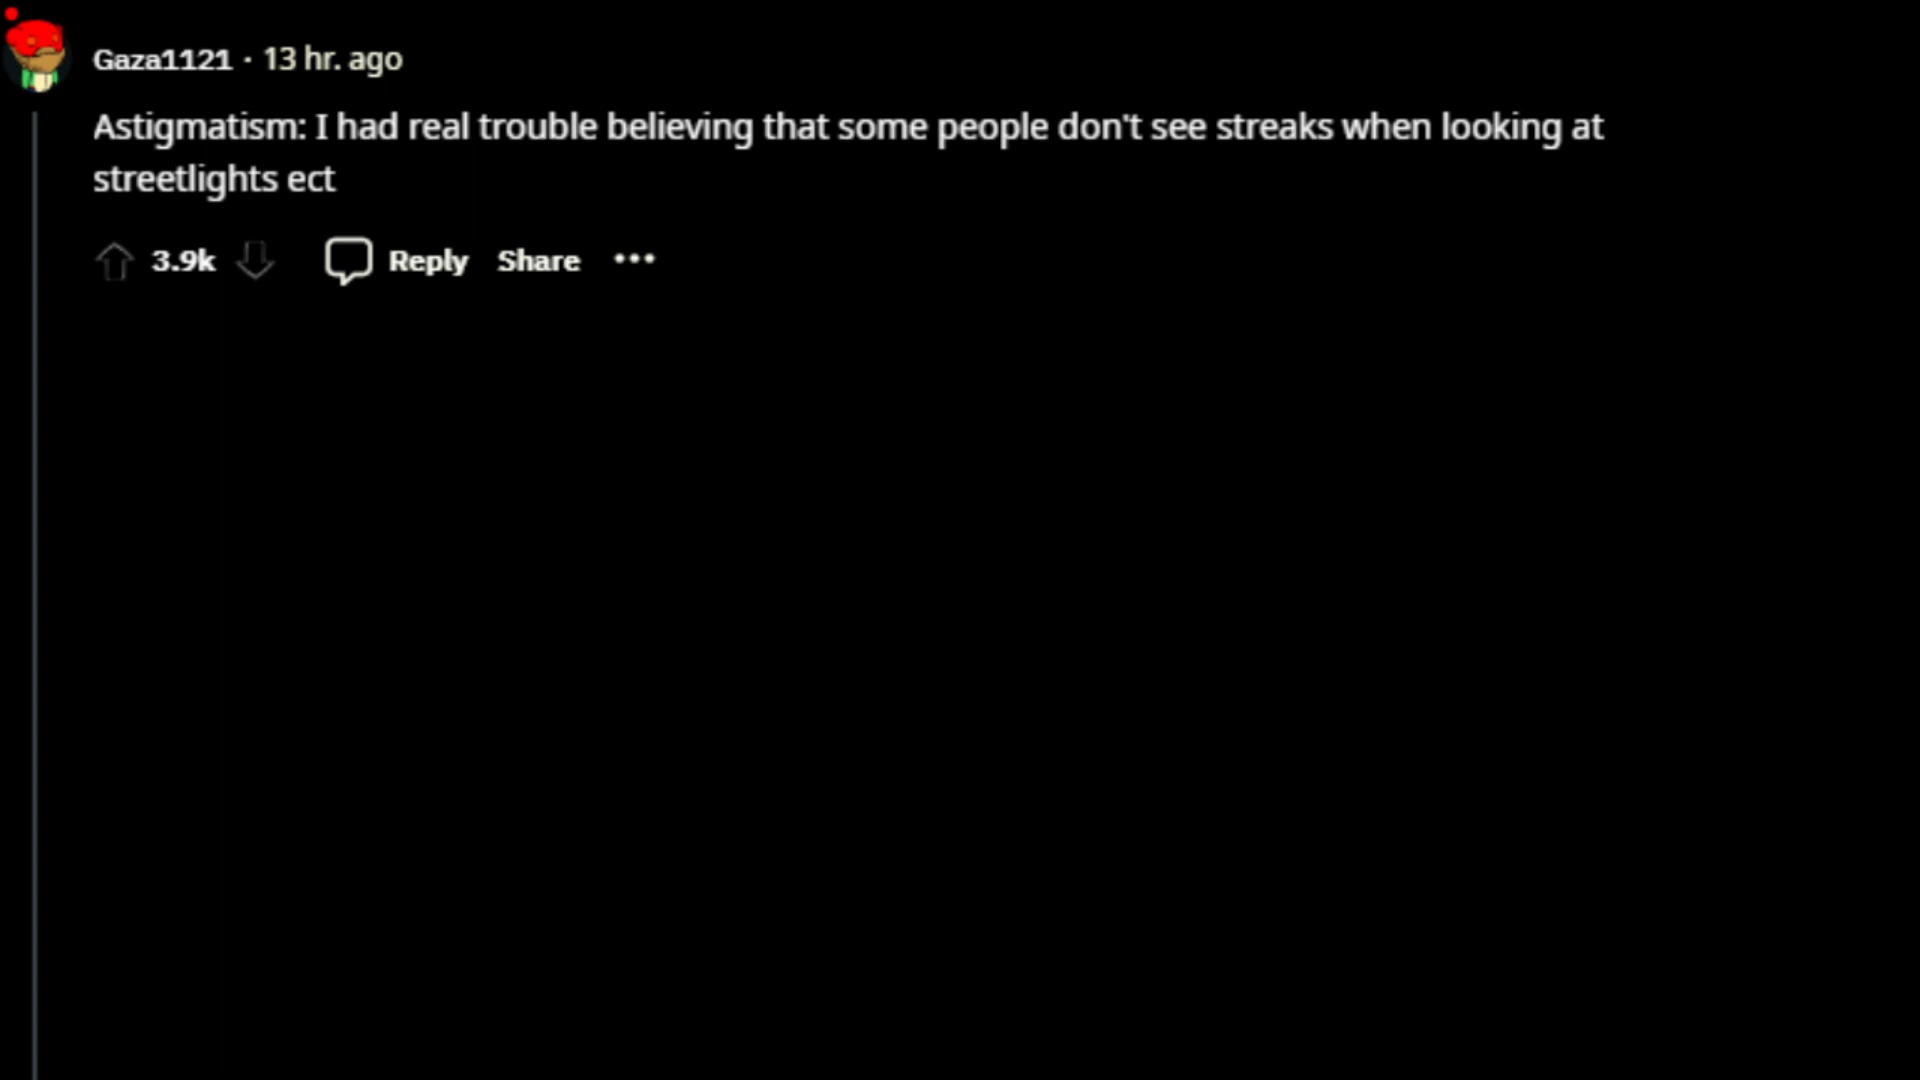 Gaza1121 · 13 hr. ago
Astigmatism: I had real trouble believing that some people don't see streaks when looking at
streetlights ect
3.9k Reply Share ...